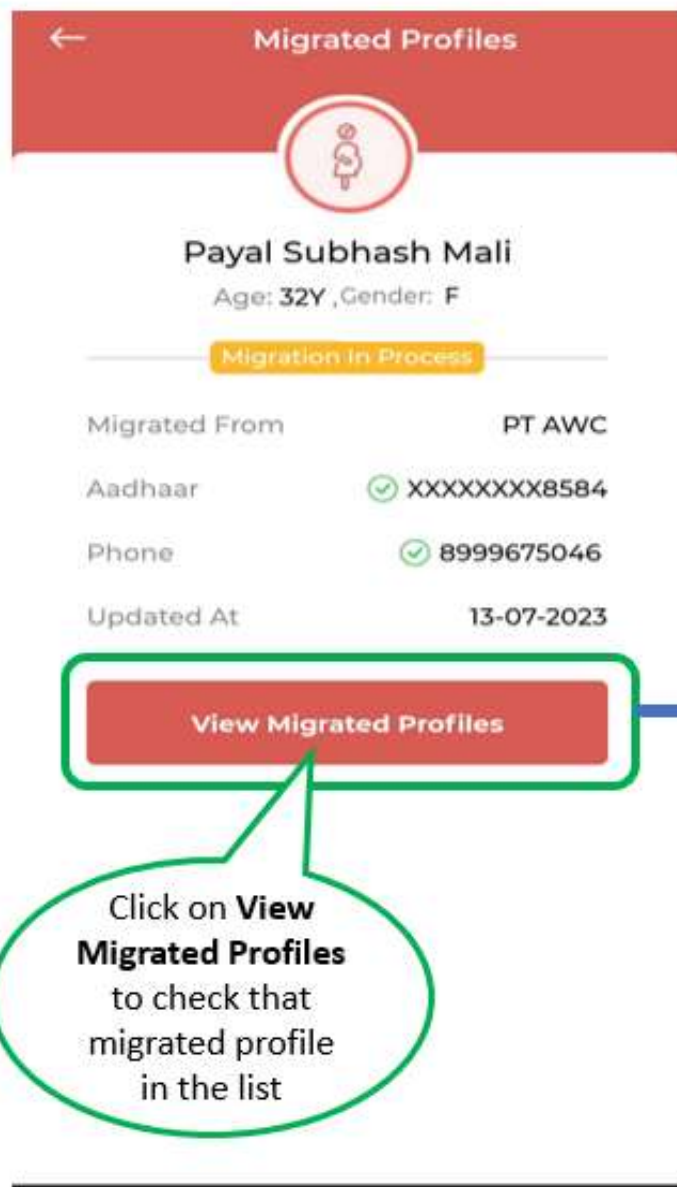 Migrated Profiles
Payal Subhash Mali
Age: 32Y ,Gender: F
Migration In Process
Migrated From PT AWC
Aadhaar XXXXXXXX8584
Phone 8999675046
Updated At 13-07-2023
View Migrated Profiles
Click on View
Migrated Profiles
to check that
migrated profile
in the list